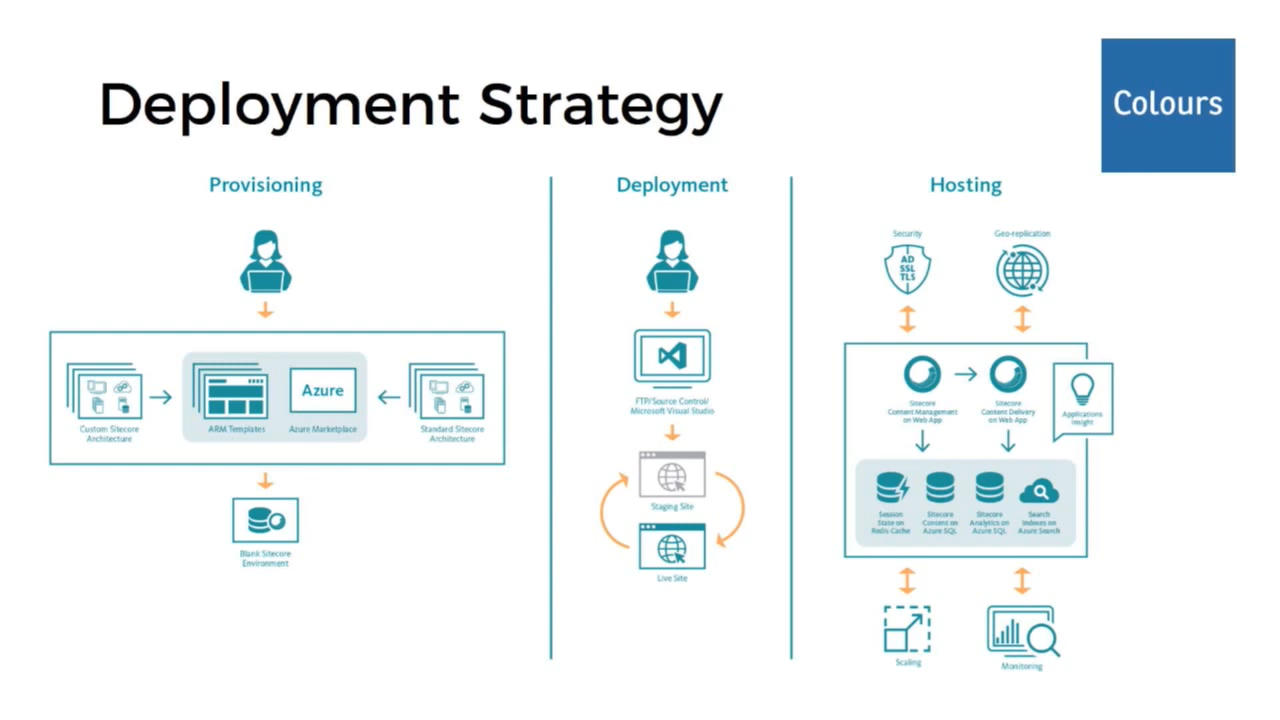 Deployment Strategy
Colours
Provisioning
Custom Sitecore
Architecture
ARM Templates
Azure
Azure Marketplace
Standard Sitecore
Architecture
Blank Sitecore
Environment
Deployment
FTP/Source Control/
Microsoft Visual Studio
Staging Site
Live Site
Hosting
Security
AD
SSL
TLS
Geo-replication
Sitecore
Content Management
on Web App
Sitecore
Content Delivery
on Web App
Applications
Insight
Session
State on
Redis Cache
Sitecore
Content on
Azure SQL
Sitecore
Analytics on
Azure SQL
Search
Indexes on
Azure Search
Scaling
Monitoring